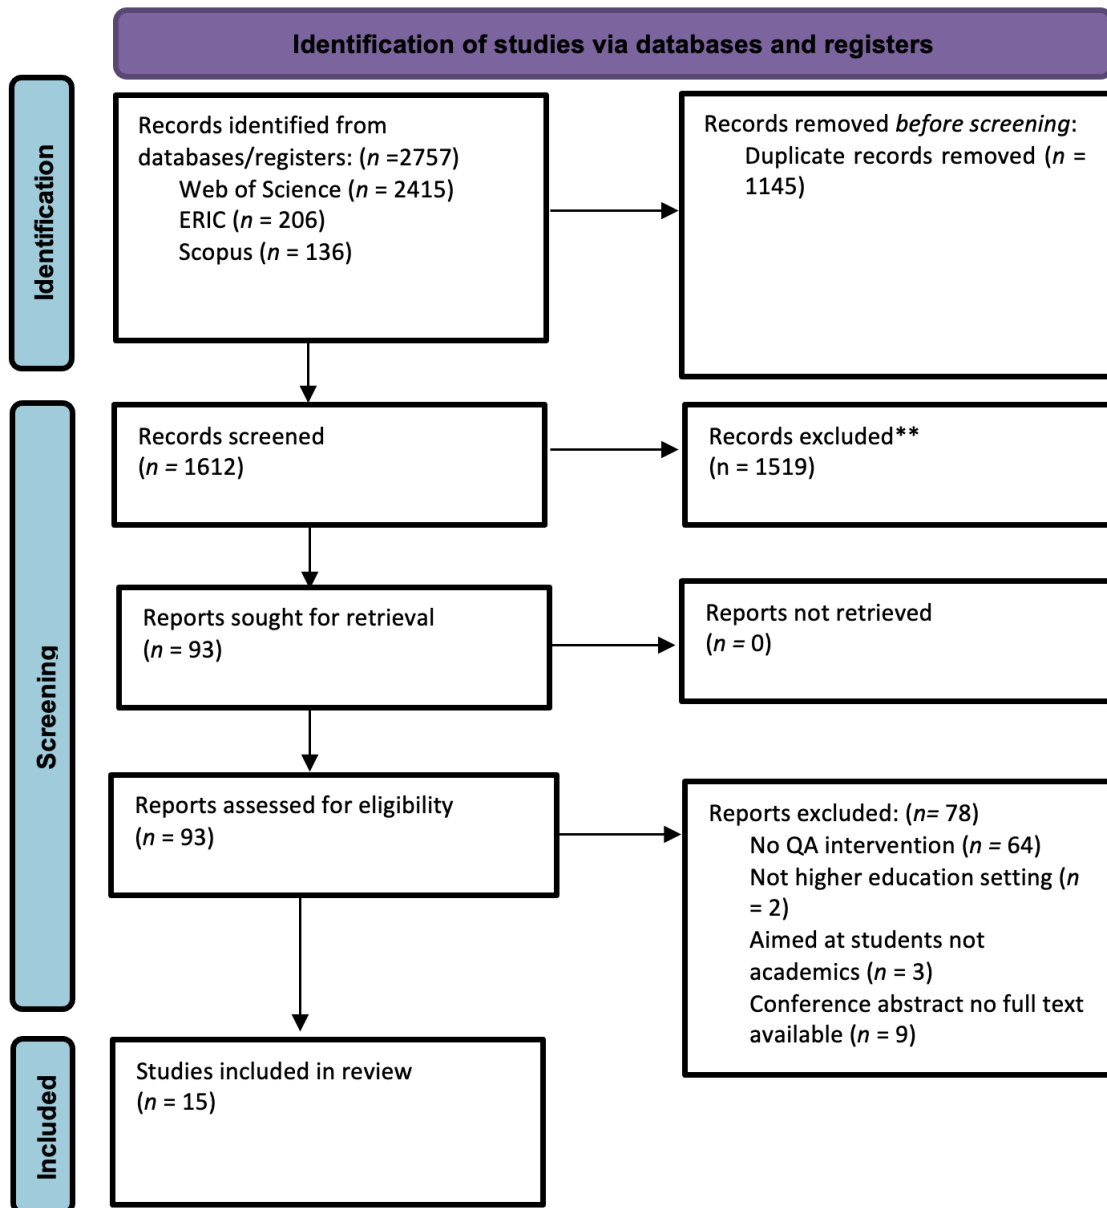 Identification of studies via databases and registers
Identification
Records identified from
databases/registers: (n =2757)
Web of Science (n = 2415)
ERIC (n = 206)
Scopus (n = 136)
Records removed before screening:
Duplicate records removed (n =
1145)
Screening
Records screened
(n = 1612)
Records excluded**
(n = 1519)
Reports sought for retrieval
(n = 93)
Reports not retrieved
(n = 0)
Reports assessed for eligibility
(n = 93)
Reports excluded: (n= 78)
No QA intervention (n = 64)
Not higher education setting (n
= 2)
Aimed at students not
academics (n = 3)
Conference abstract no full text
available (n = 9)
Included
Studies included in review
(n = 15)